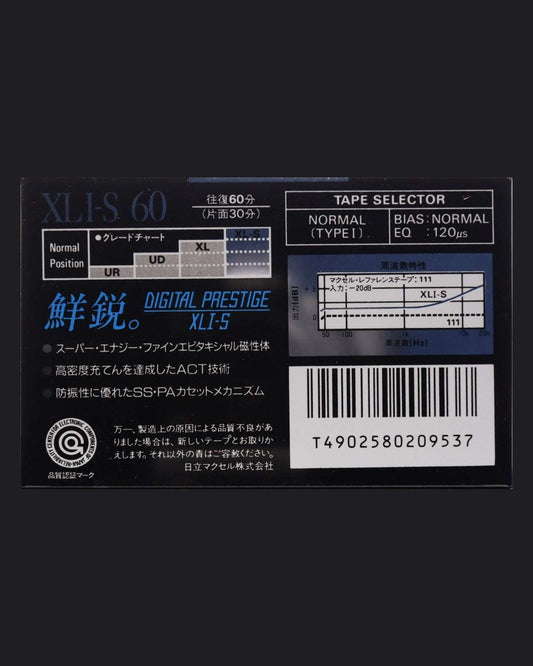 XLI-S 60
往復60分
(片面30分)
TAPE SELECTOR
NORMAL
(TYPE I)
BIAS: NORMAL
EQ : 120μs
Normal
Position
●グレードチャート
UR
UD
XL
XLI-S
周波数特性
マクセル・レファレンステープ: 111
入力: -20dB
XLI-S
111
出力(dB)
+5
0
50
100
1k
10k
20k
周波数(Hz)
鮮鋭。
DIGITAL PRESTIGE
XLI-S
●スーパー・エナジー・ファインエピタキシャル磁性体
●高密度充てんを達成したACT技術
●防振性に優れたSS・PAカセットメカニズム
T4902580209537
万一、製造上の原因による品質不良があ
りました場合は、新しいテープとお取りか
えします。それ以外の責はご容赦ください。
日立マクセル株式会社
品質認証マーク